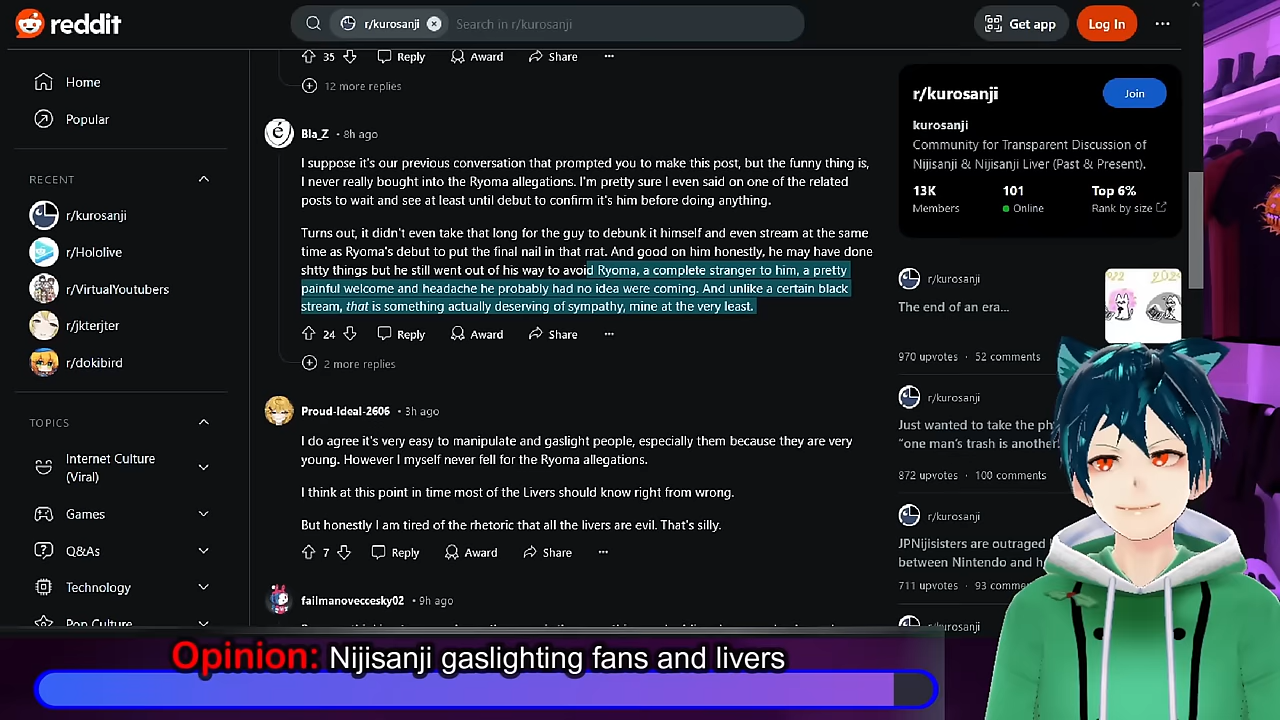 reddit
r/kurosanji
Search in r/kurosanji
Get app
Log In
Home
Popular
RECENT
r/kurosanji
r/Hololive
r/VirtualYoutubers
r/jkterjter
r/dokibird
TOPICS
Internet Culture
(Viral)
Games
Q&As
Technology
Pop Culture
35
Reply
Award
Share
12 more replies
Bla_Z • 8h ago
I suppose it's our previous conversation that prompted you to make this post, but the funny thing is,
I never really bought into the Ryoma allegations. I'm pretty sure I even said on one of the related
posts to wait and see at least until debut to confirm it's him before doing anything.
Turns out, it didn't even take that long for the guy to debunk it himself and even stream at the same
time as Ryoma's debut to put the final nail in that rrat. And good on him honestly, he may have done
shtty things but he still went out of his way to avoid Ryoma, a complete stranger to him, a pretty
painful welcome and headache he probably had no idea were coming. And unlike a certain black
stream, that is something actually deserving of sympathy, mine at the very least.
24
Reply
Award
Share
2 more replies
Proud-Ideal-2606 • 3h ago
I do agree it's very easy to manipulate and gaslight people, especially them because they are very
young. However I myself never fell for the Ryoma allegations.
I think at this point in time most of the Livers should know right from wrong.
But honestly I am tired of the rhetoric that all the livers are evil. That's silly.
7
Reply
Award
Share
failmanoveccesky02 • 9h ago
r/kurosanji
Join
kurosanji
Community for Transparent Discussion of
Nijisanji & Nijisanji Liver (Past & Present).
13K
101
Top 6%
Members
Online
Rank by size
r/kurosanji
The end of an era...
970 upvotes · 52 comments
r/kurosanji
Just wanted to take the
"one man's trash is another
872 upvotes · 100 comments
r/kurosanji
JPNijisisters are outraged
between Nintendo and
711 upvotes · 93
r/kurosanji
Opinion: Nijisanji gaslighting fans and livers